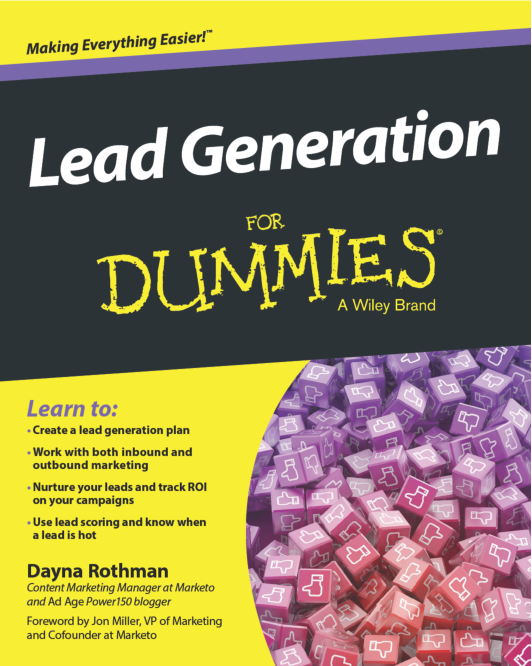 Making Everything Easier!™
Lead Generation
FOR
DUMMIES®
A Wiley Brand
Learn to:
• Create a lead generation plan
• Work with both inbound and
outbound marketing
• Nurture your leads and track ROI
on your campaigns
• Use lead scoring and know when
a lead is hot
Dayna Rothman
Content Marketing Manager at Marketo
and Ad Age Power150 blogger
Foreword by Jon Miller, VP of Marketing
and Cofounder at Marketo